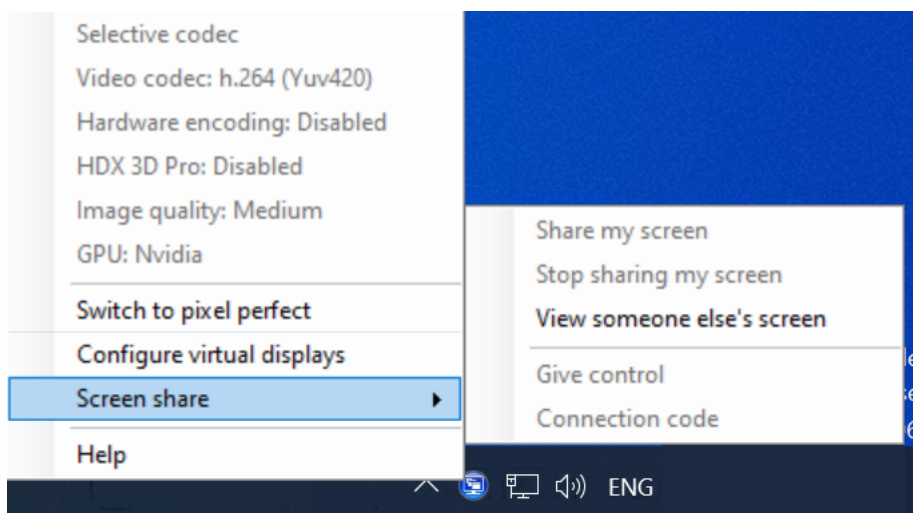 Selective codec
Video codec: h.264 (Yuv420)
Hardware encoding: Disabled
HDX 3D Pro: Disabled
Image quality: Medium
GPU: Nvidia
Switch to pixel perfect
Configure virtual displays
Screen share
Help
Share my screen
Stop sharing my screen
View someone else's screen
Give control
Connection code
ENG